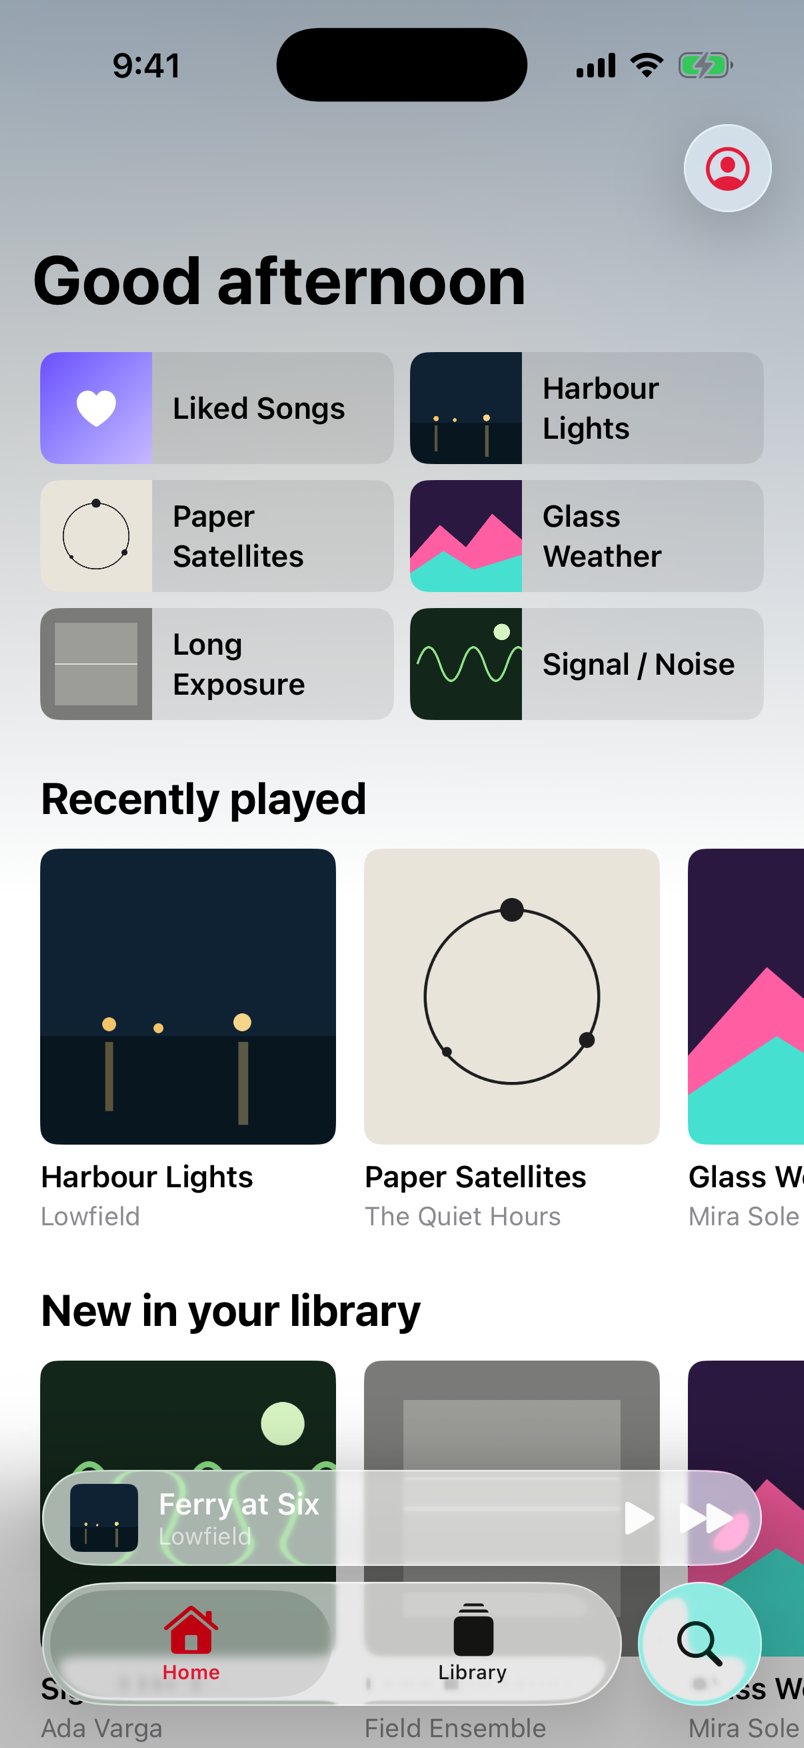 9:41
Good afternoon
Liked Songs
Harbour
Lights
Paper
Satellites
Glass
Weather
Long
Exposure
Signal / Noise
Recently played
Harbour Lights
Paper Satellites
Glass
Lowfield
The Quiet Hours
Mira Sole
New in your library
Ferry at Six
Lowfield
Home
Library
Ada Varga
Field Ensemble
Mira Sole